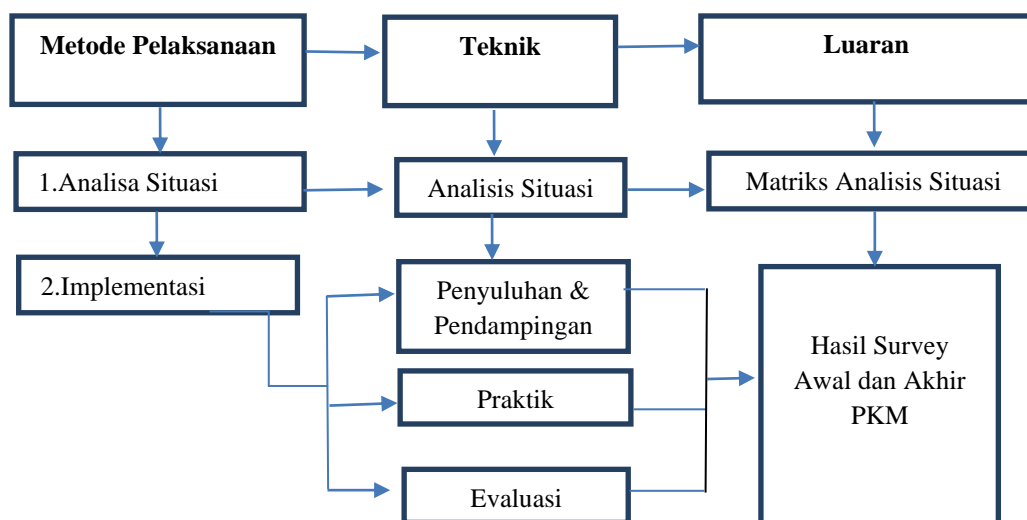 Metode Pelaksanaan
Teknik
Luaran
1.Analisa Situasi
Analisis Situasi
Matriks Analisis Situasi
2.Implementasi
Penyuluhan &
Pendampingan
Praktik
Evaluasi
Hasil Survey
Awal dan Akhir
PKM